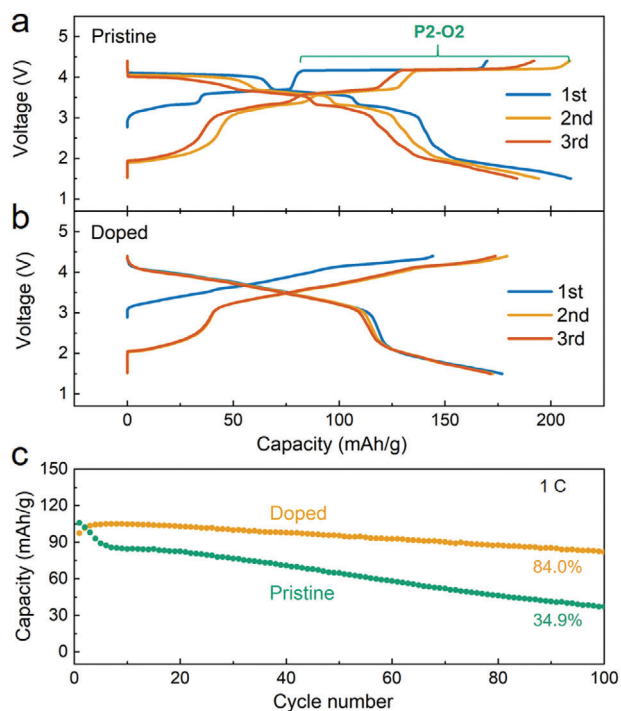 a
Pristine
P2-O2
1st
2nd
3rd
Voltage (V)
5
4
3
2
1
b
Doped
1st
2nd
3rd
Voltage (V)
5
4
3
2
1
0 50 100 150 200
Capacity (mAh/g)
c
1 C
Doped
84.0%
Pristine
34.9%
Capacity (mAh/g)
150
120
90
60
30
0
0 20 40 60 80 100
Cycle number